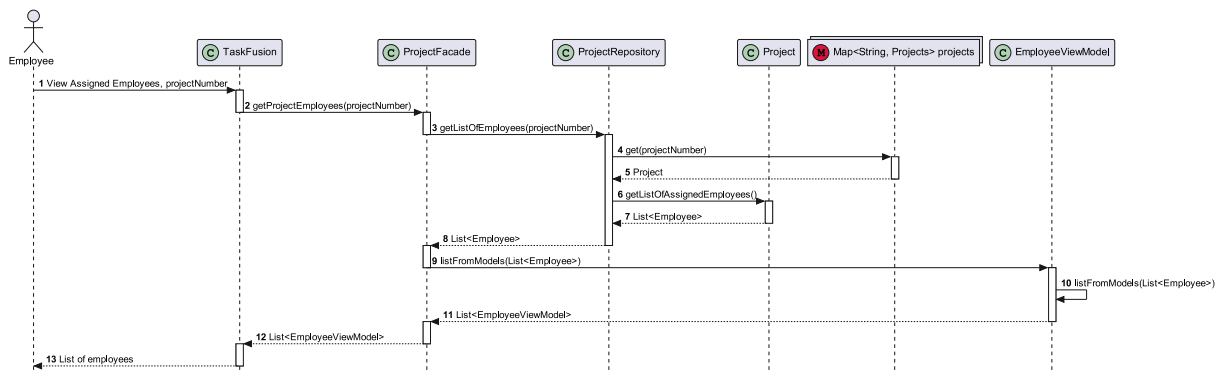 Employee
C TaskFusion
C ProjectFacade
C ProjectRepository
C Project
M Map<String, Projects> projects
C EmployeeViewModel
1 View Assigned Employees, projectNumber
2 getProjectEmployees(projectNumber)
3 getListOfEmployees(projectNumber)
4 get(projectNumber)
5 Project
6 getListOfAssignedEmployees()
7 List<Employee>
8 List<Employee>
9 listFromModels(List<Employee>)
10 listFromModels(List<Employee>)
11 List<EmployeeViewModel>
12 List<EmployeeViewModel>
13 List of employees